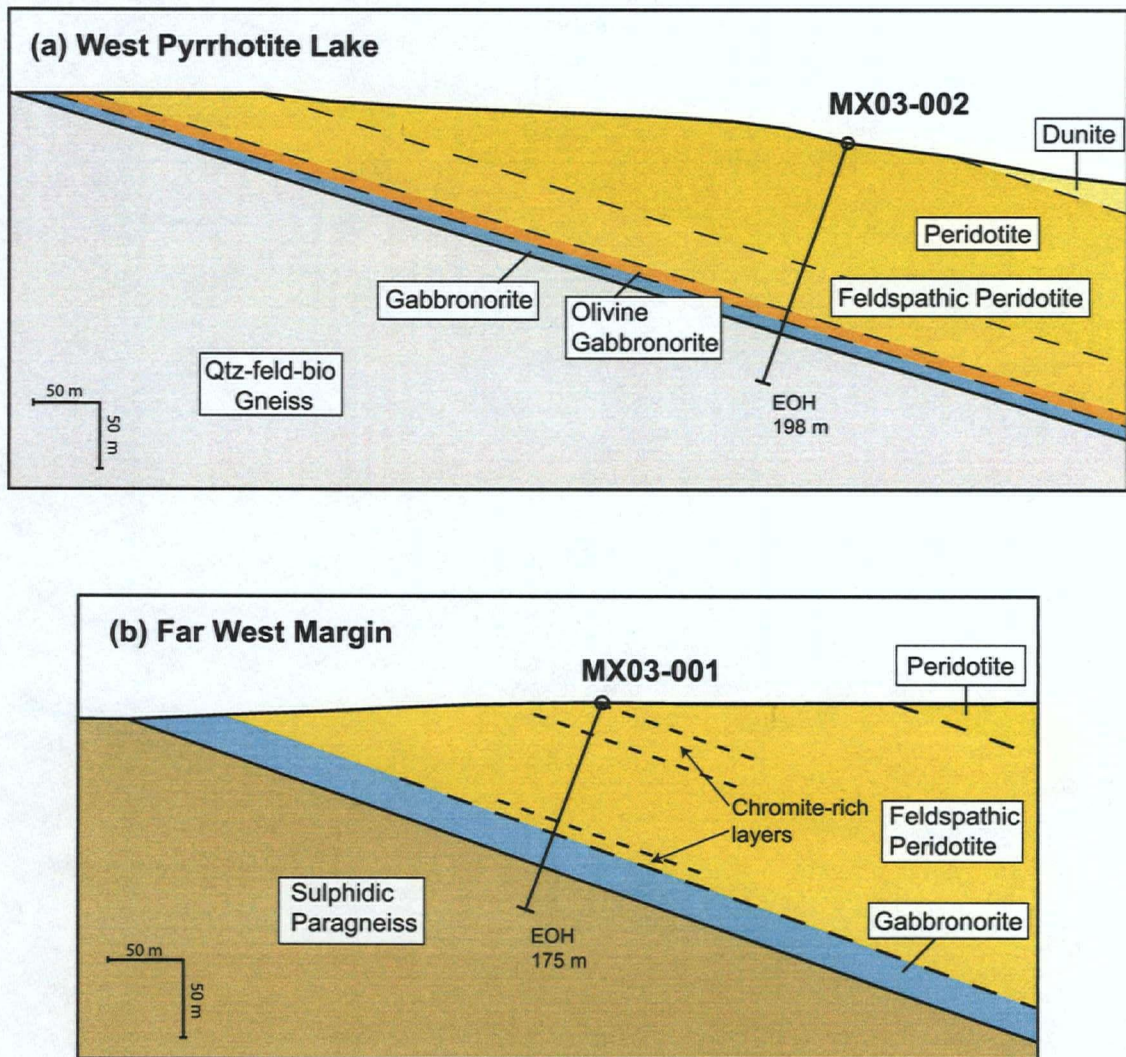 (a) West Pyrrhotite Lake
MX03-002
Dunite
Peridotite
Feldspathic Peridotite
Gabbronorite
Olivine
Gabbronorite
Qtz-feld-bio
Gneiss
50 m
50 m
EOH
198 m
(b) Far West Margin
MX03-001
Peridotite
Chromite-rich
layers
Feldspathic
Peridotite
Sulphidic
Paragneiss
Gabbronorite
EOH
175 m
50 m
50 m